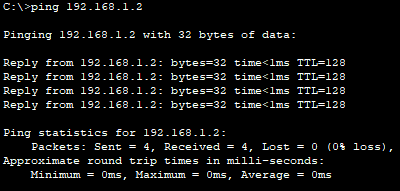 C:\>ping 192.168.1.2
Pinging 192.168.1.2 with 32 bytes of data:
Reply from 192.168.1.2: bytes=32 time<lms TTL=128
Reply from 192.168.1.2: bytes=32 time<lms TTL=128
Reply from 192.168.1.2: bytes=32 time<lms TTL=128
Reply from 192.168.1.2: bytes=32 time<lms TTL=128
Ping statistics for 192.168.1.2:
    Packets: Sent = 4, Received = 4, Lost = 0 (0% loss),
Approximate round trip times in milli-seconds:
    Minimum = 0ms, Maximum = 0ms, Average = 0ms